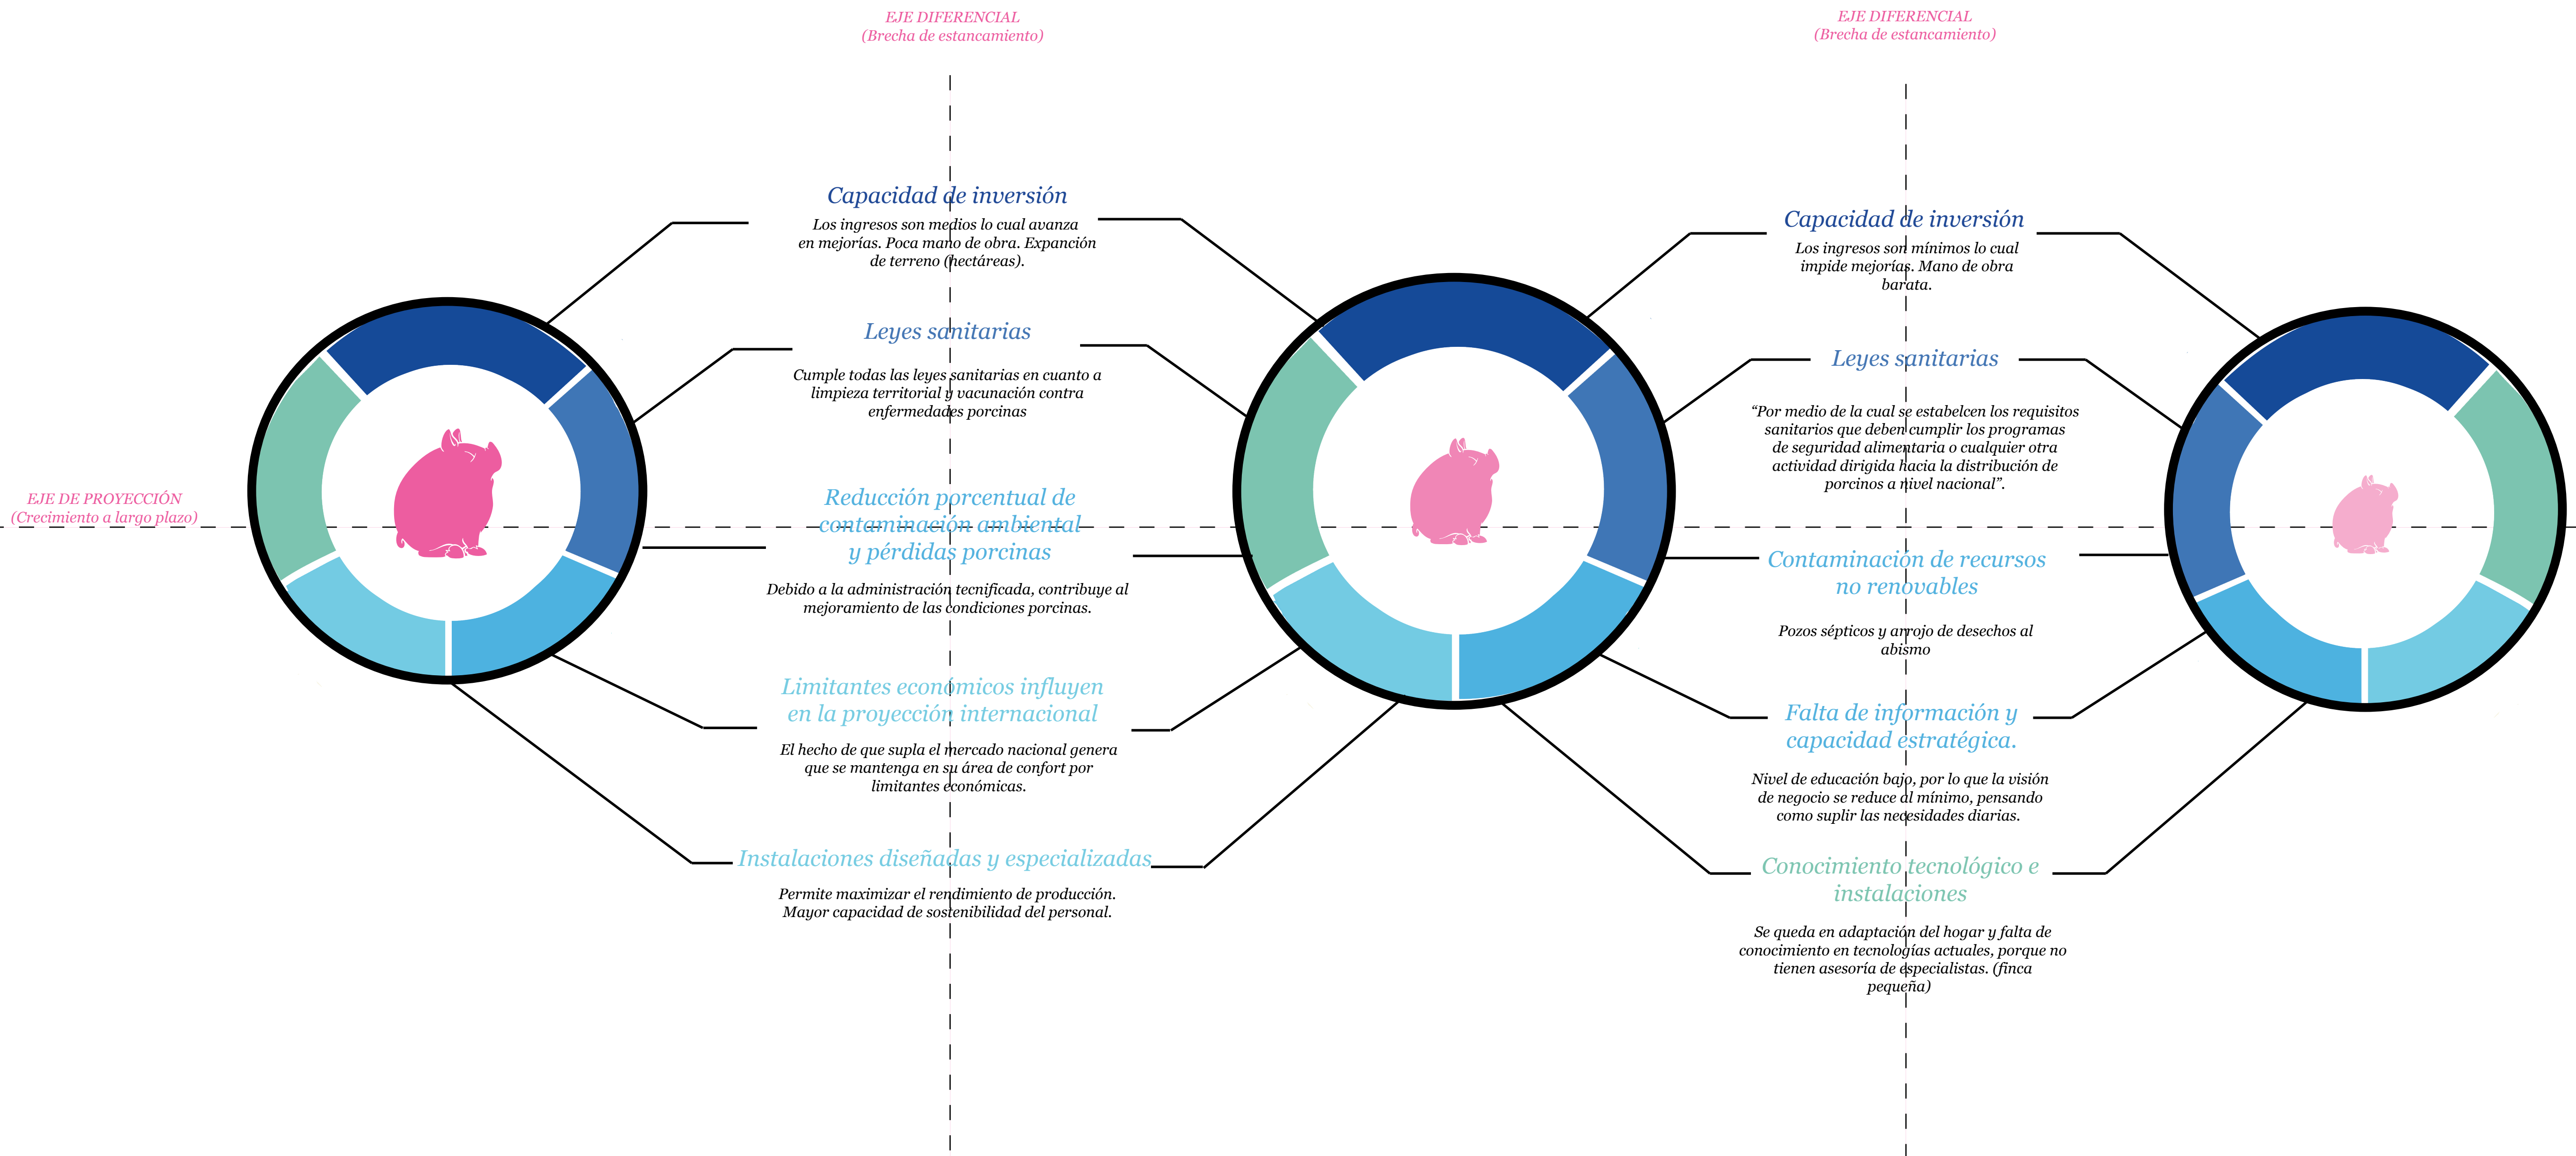 EJE DIFERENCIAL
(Brecha de estancamiento)
EJE DIFERENCIAL
(Brecha de estancamiento)
EJE DE PROYECCIÓN
(Crecimiento a largo plazo)
Capacidad de inversión
Los ingresos son medios lo cual avanza
en mejorías. Poca mano de obra. Expanción
de terreno (hectáreas).
Leyes sanitarias
Cumple todas las leyes sanitarias en cuanto a
limpieza territorial y vacunación contra
enfermedades porcinas
Reducción porcentual de
contaminación ambiental
y pérdidas porcinas
Debido a la administración tecnificada, contribuye al
mejoramiento de las condiciones porcinas.
Limitantes económicos influyen
en la proyección internacional
El hecho de que supla el mercado nacional genera
que se mantenga en su área de confort por
limitantes económicas.
Instalaciones diseñadas y especializadas
Permite maximizar el rendimiento de producción.
Mayor capacidad de sostenibilidad del personal.
Capacidad de inversión
Los ingresos son mínimos lo cual
impide mejorías. Mano de obra
barata.
Leyes sanitarias
“Por medio de la cual se estabelcen los requisitos
sanitarios que deben cumplir los programas
de seguridad alimentaria o cualquier otra
actividad dirigida hacia la distribución de
porcinos a nivel nacional”.
Contaminación de recursos
no renovables
Pozos sépticos y arrojo de desechos al
abismo
Falta de información y
capacidad estratégica.
Nivel de educación bajo, por lo que la visión
de negocio se reduce al mínimo, pensando
como suplir las necesidades diarias.
Conocimiento tecnológico e
instalaciones
Se queda en adaptación del hogar y falta de
conocimiento en tecnologías actuales, porque no
tienen asesoría de especialistas. (finca
pequeña)